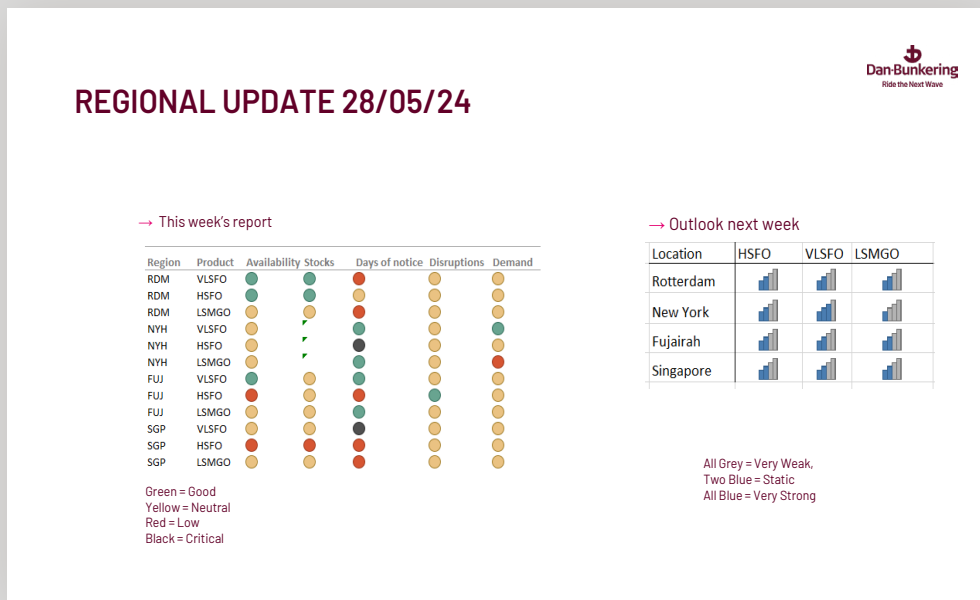 Dan-Bunkering
Ride the Next Wave
REGIONAL UPDATE 28/05/24
→ This week's report
Region Product Availability Stocks Days of notice Disruptions Demand
RDM VLSFO
RDM HSFO
RDM LSMGO
NYH VLSFO
NYH HSFO
NYH LSMGO
FUJ VLSFO
FUJ HSFO
FUJ LSMGO
SGP VLSFO
SGP HSFO
SGP LSMGO
Green = Good
Yellow = Neutral
Red = Low
Black = Critical
→ Outlook next week
Location HSFO VLSFO LSMGO
Rotterdam
New York
Fujairah
Singapore
All Grey = Very Weak,
Two Blue = Static
All Blue = Very Strong